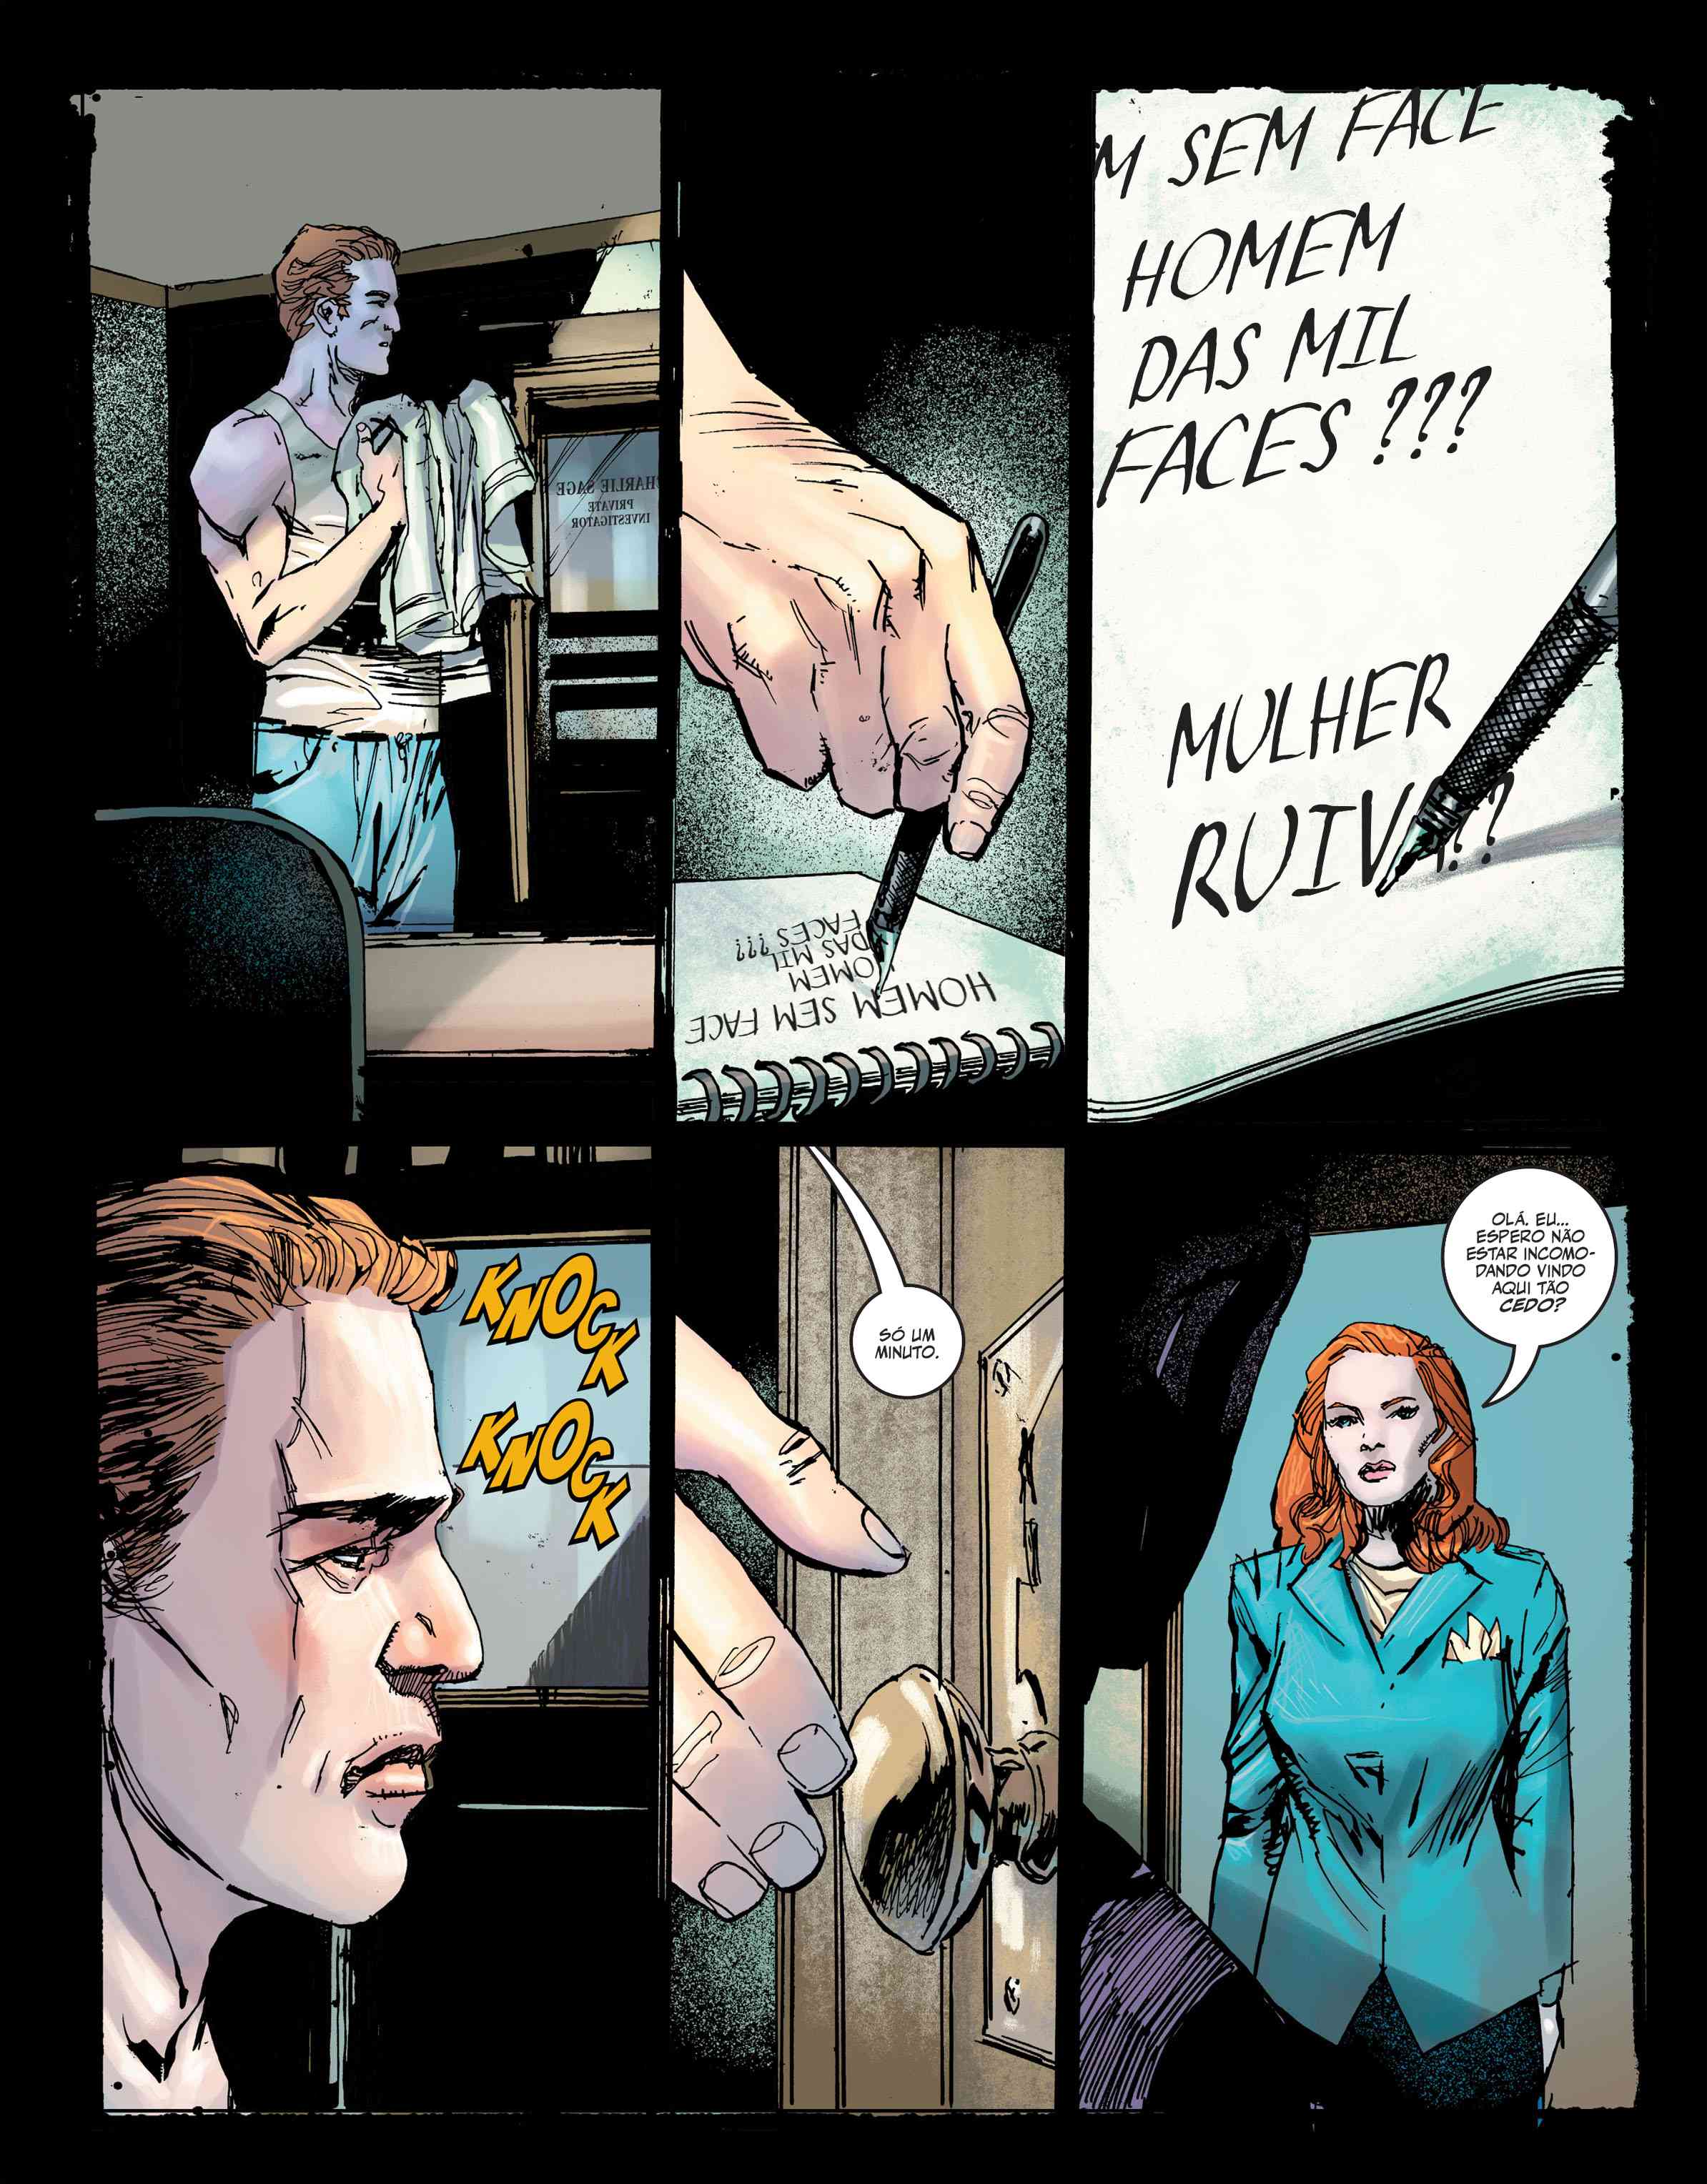 CHARLIE SAGE
PRIVATE
INVESTIGATOR
HOMEM SEM FACE
HOMEM
DAS MIL
FACES ???
M SEM FACE
HOMEM
DAS MIL
FACES ???
MULHER
RUIVA??
KNOCK
KNOCK
SÓ UM
MINUTO.
OLÁ. EU...
ESPERO NÃO
ESTAR INCOMO-
DANDO VINDO
AQUI TÃO
CEDO?